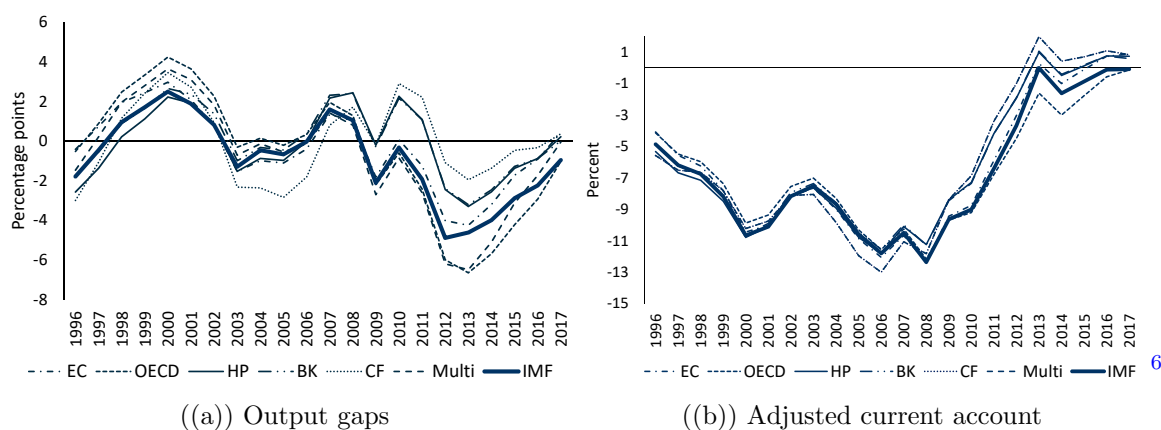 Percentage points
6
4
2
0
-2
-4
-6
-8
1996 1997 1998 1999 2000 2001 2002 2003 2004 2005 2006 2007 2008 2009 2010 2011 2012 2013 2014 2015 2016 2017
EC OECD HP BK CF Multi IMF
((a)) Output gaps
Percent
1
-1
-3
-5
-7
-9
-11
-13
-15
1996 1997 1998 1999 2000 2001 2002 2003 2004 2005 2006 2007 2008 2009 2010 2011 2012 2013 2014 2015 2016 2017
EC OECD HP BK CF Multi IMF
6
((b)) Adjusted current account